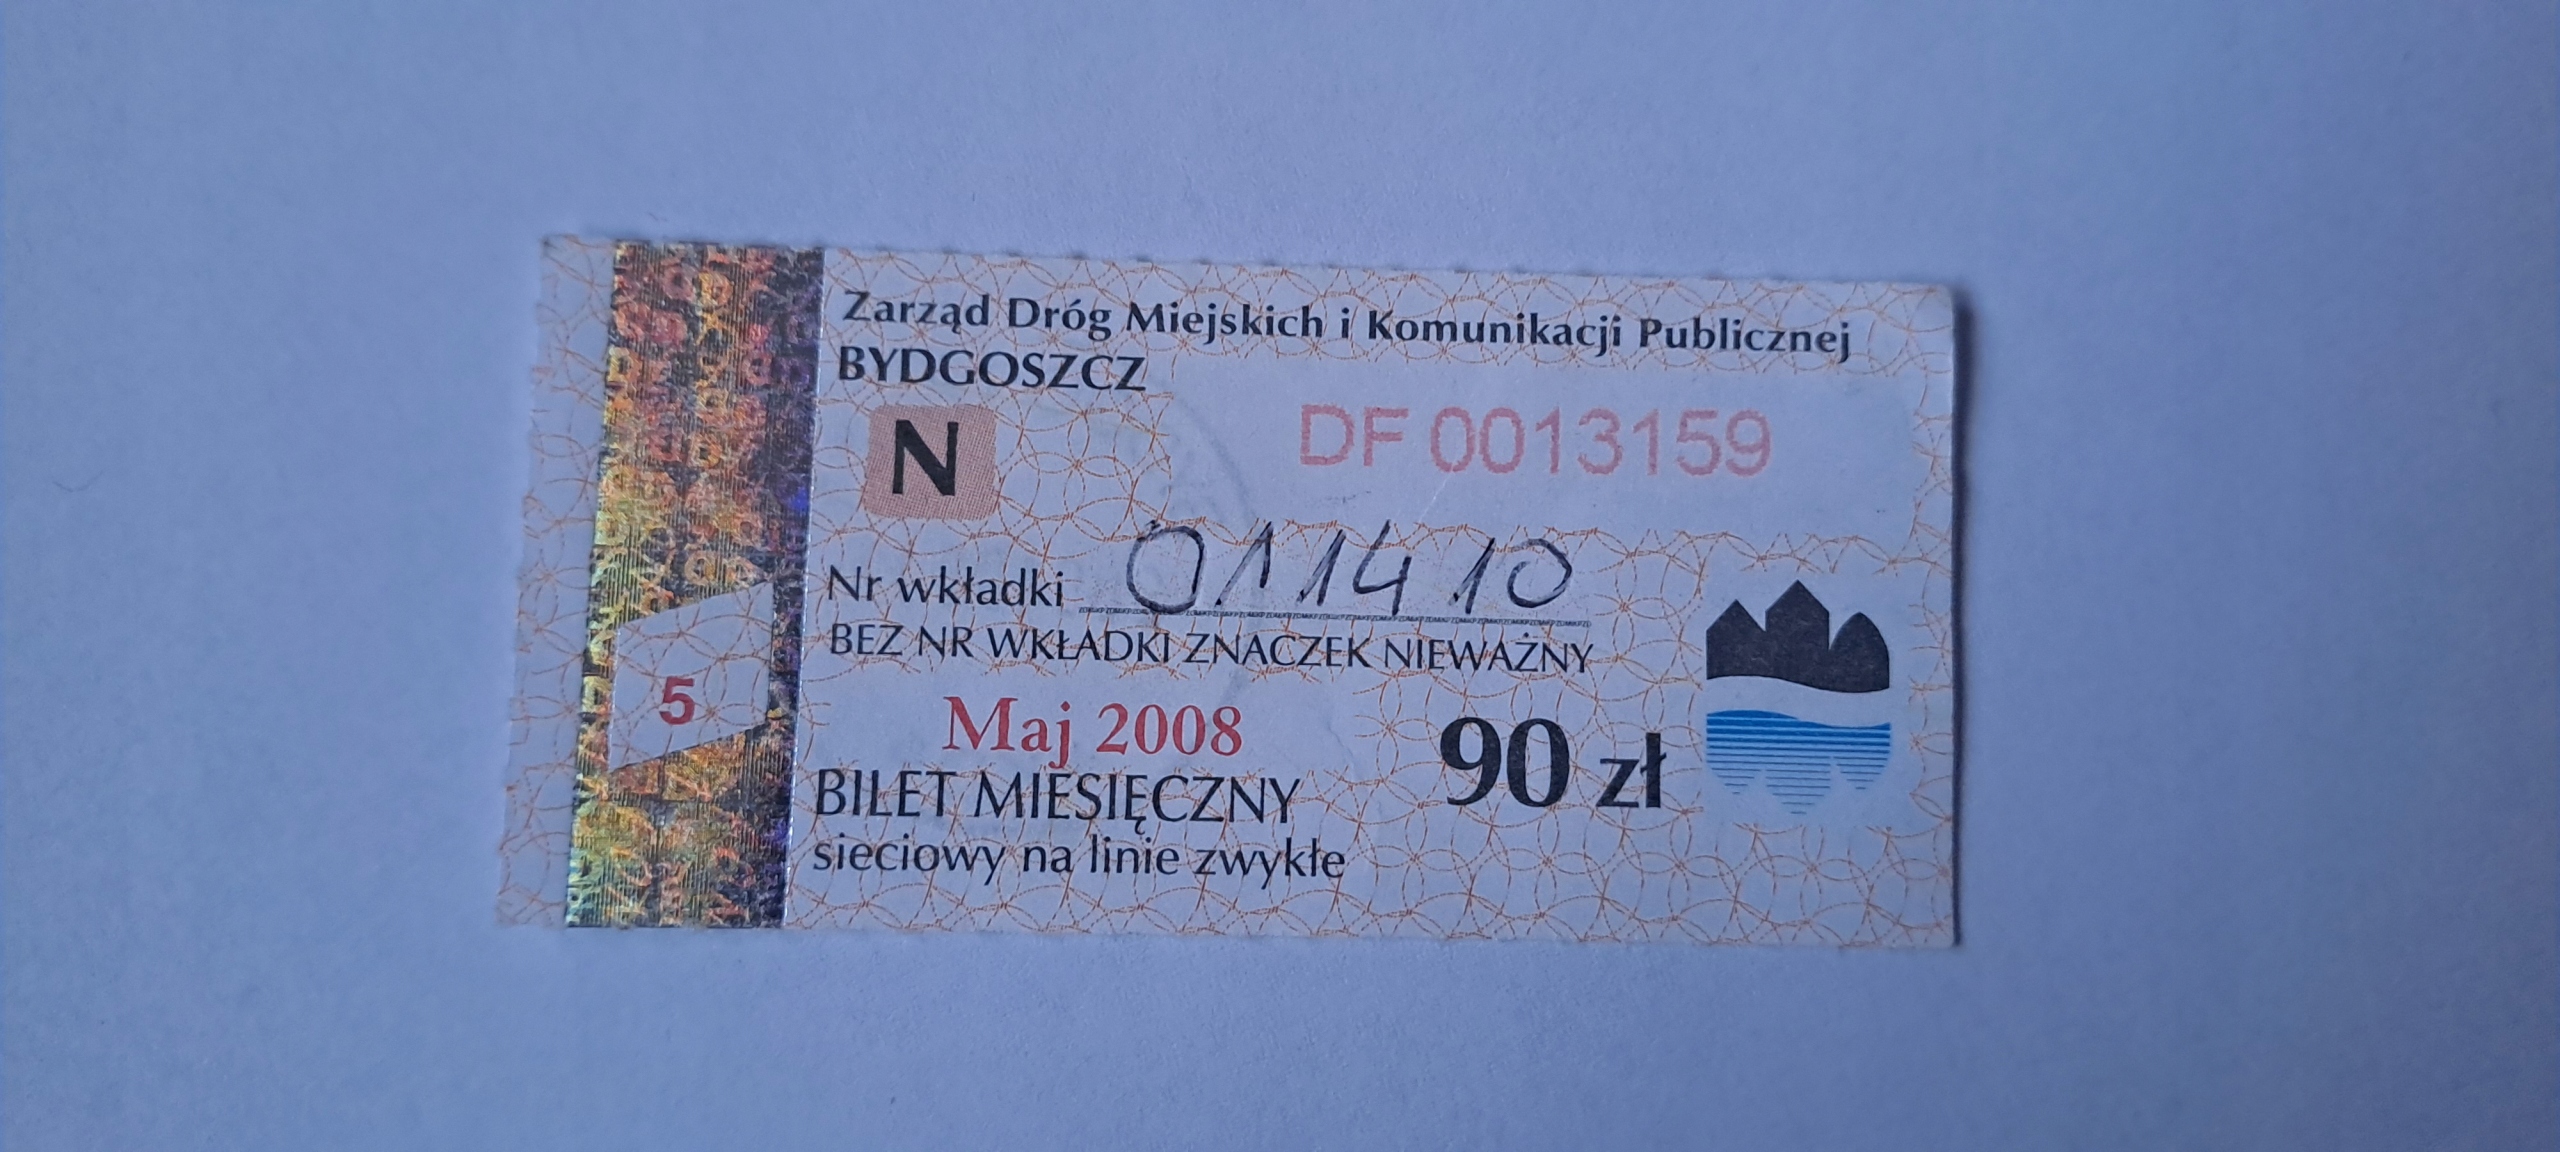 Zarząd Dróg Miejskich i Komunikacji Publicznej
BYDGOSZCZ
N
DF 0013159
Nr wkładki 011410
BEZ NR WKŁADKI ZNACZEK NIEWAŻNY
5
Maj 2008
90 zł
BILET MIESIĘCZNY
sieciowy na linie zwykłe